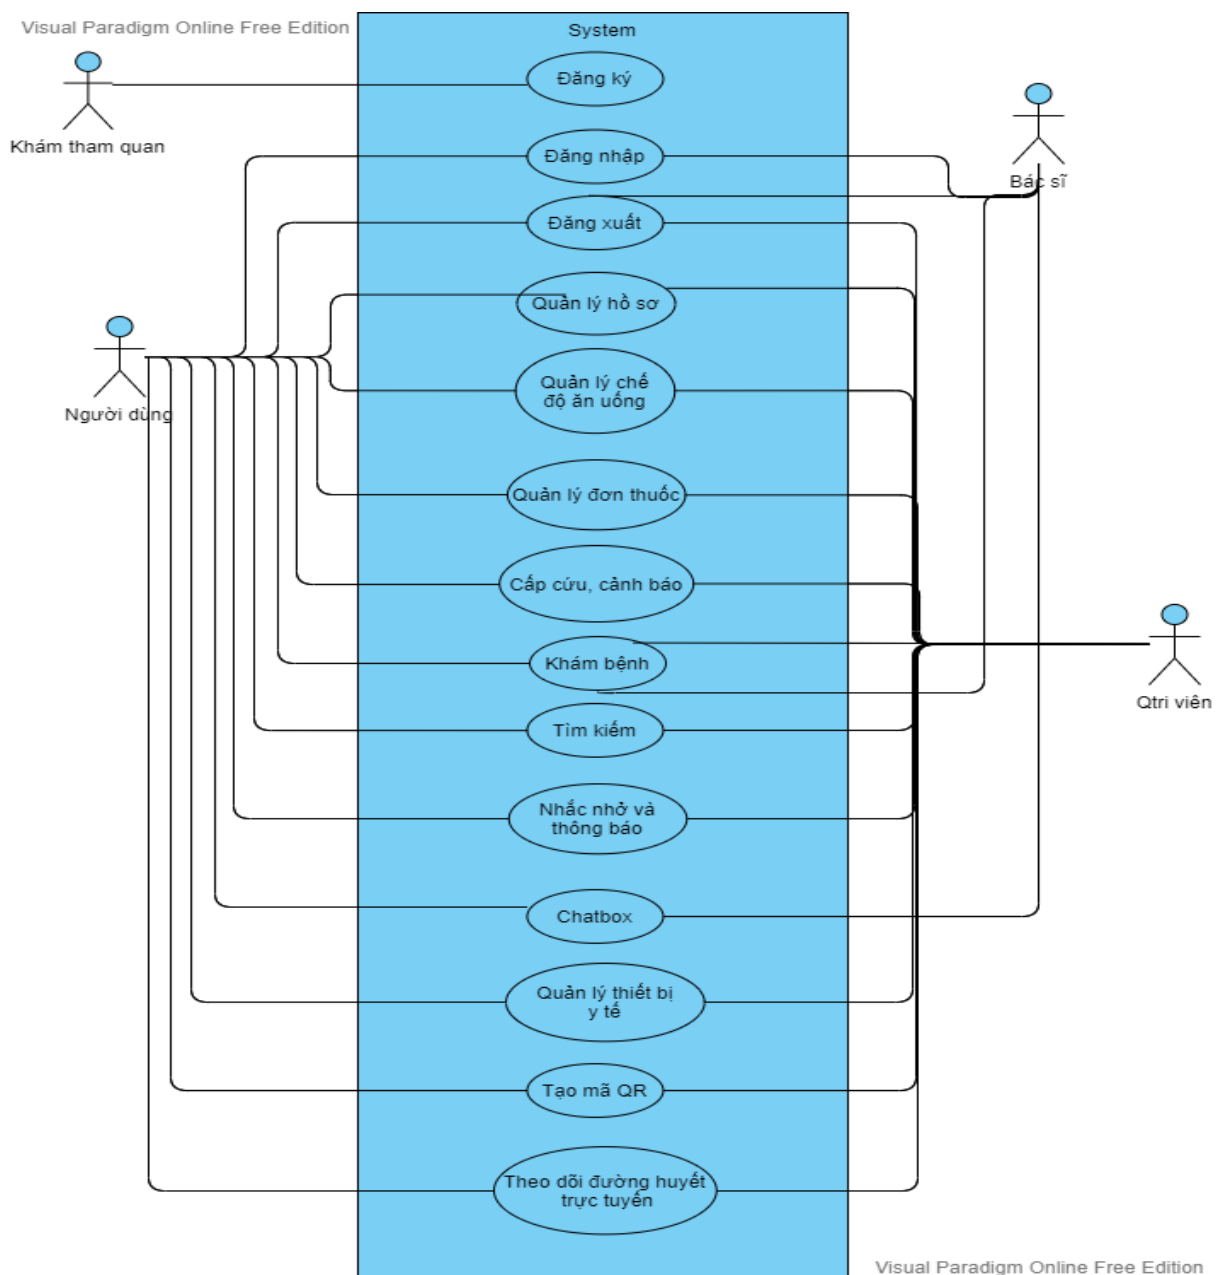 Visual Paradigm Online Free Edition
System
Đăng ký
Khám tham quan
Đăng nhập
Bác sĩ
Đăng xuất
Quản lý hồ sơ
Người dùng
Quản lý chế
độ ăn uống
Quản lý đơn thuốc
Cấp cứu, cảnh báo
Khám bệnh
Qtri viên
Tìm kiếm
Nhắc nhở và
thông báo
Chatbox
Quản lý thiết bị
y tế
Tạo mã QR
Theo dõi đường huyết
trực tuyến
Visual Paradigm Online Free Edition